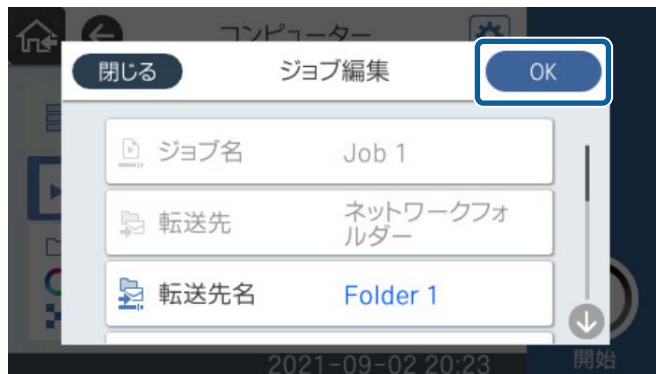 コンピューター
閉じる
ジョブ編集
OK
ジョブ名
Job 1
転送先
ネットワークフォ
ルダー
転送先名
Folder 1
2021-09-02 20:23
開始